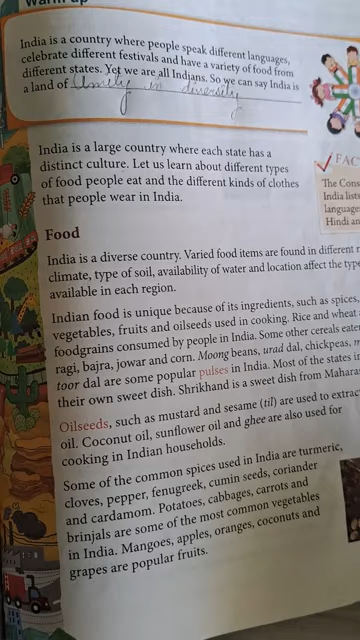 Warm up
India is a country where people speak different languages,
celebrate different festivals and have a variety of food from
different states. Yet we are all Indians. So we can say India is
a land of Unity in diversity
India is a large country where each state has a
distinct culture. Let us learn about different types
of food people eat and the different kinds of clothes
that people wear in India.
FAC
The Cons
India lists
language
Hindi an
Food
India is a diverse country. Varied food items are found in different r
climate, type of soil, availability of water and location affect the type
available in each region.
Indian food is unique because of its ingredients, such as spices,
vegetables, fruits and oilseeds used in cooking. Rice and wheat
foodgrains consumed by people in India. Some other cereals eate
ragi, bajra, jowar and corn. Moong beans, urad dal, chickpeas, m
toor dal are some popular pulses in India. Most of the states in
their own sweet dish. Shrikhand is a sweet dish from Mahara
Oilseeds, such as mustard and sesame (til) are used to extrac
oil. Coconut oil, sunflower oil and ghee are also used for
cooking in Indian households.
Some of the common spices used in India are turmeric,
cloves, pepper, fenugreek, cumin seeds, coriander
and cardamom. Potatoes, cabbages, carrots and
brinjals are some of the most common vegetables
in India. Mangoes, apples, oranges, coconuts and
grapes are popular fruits.